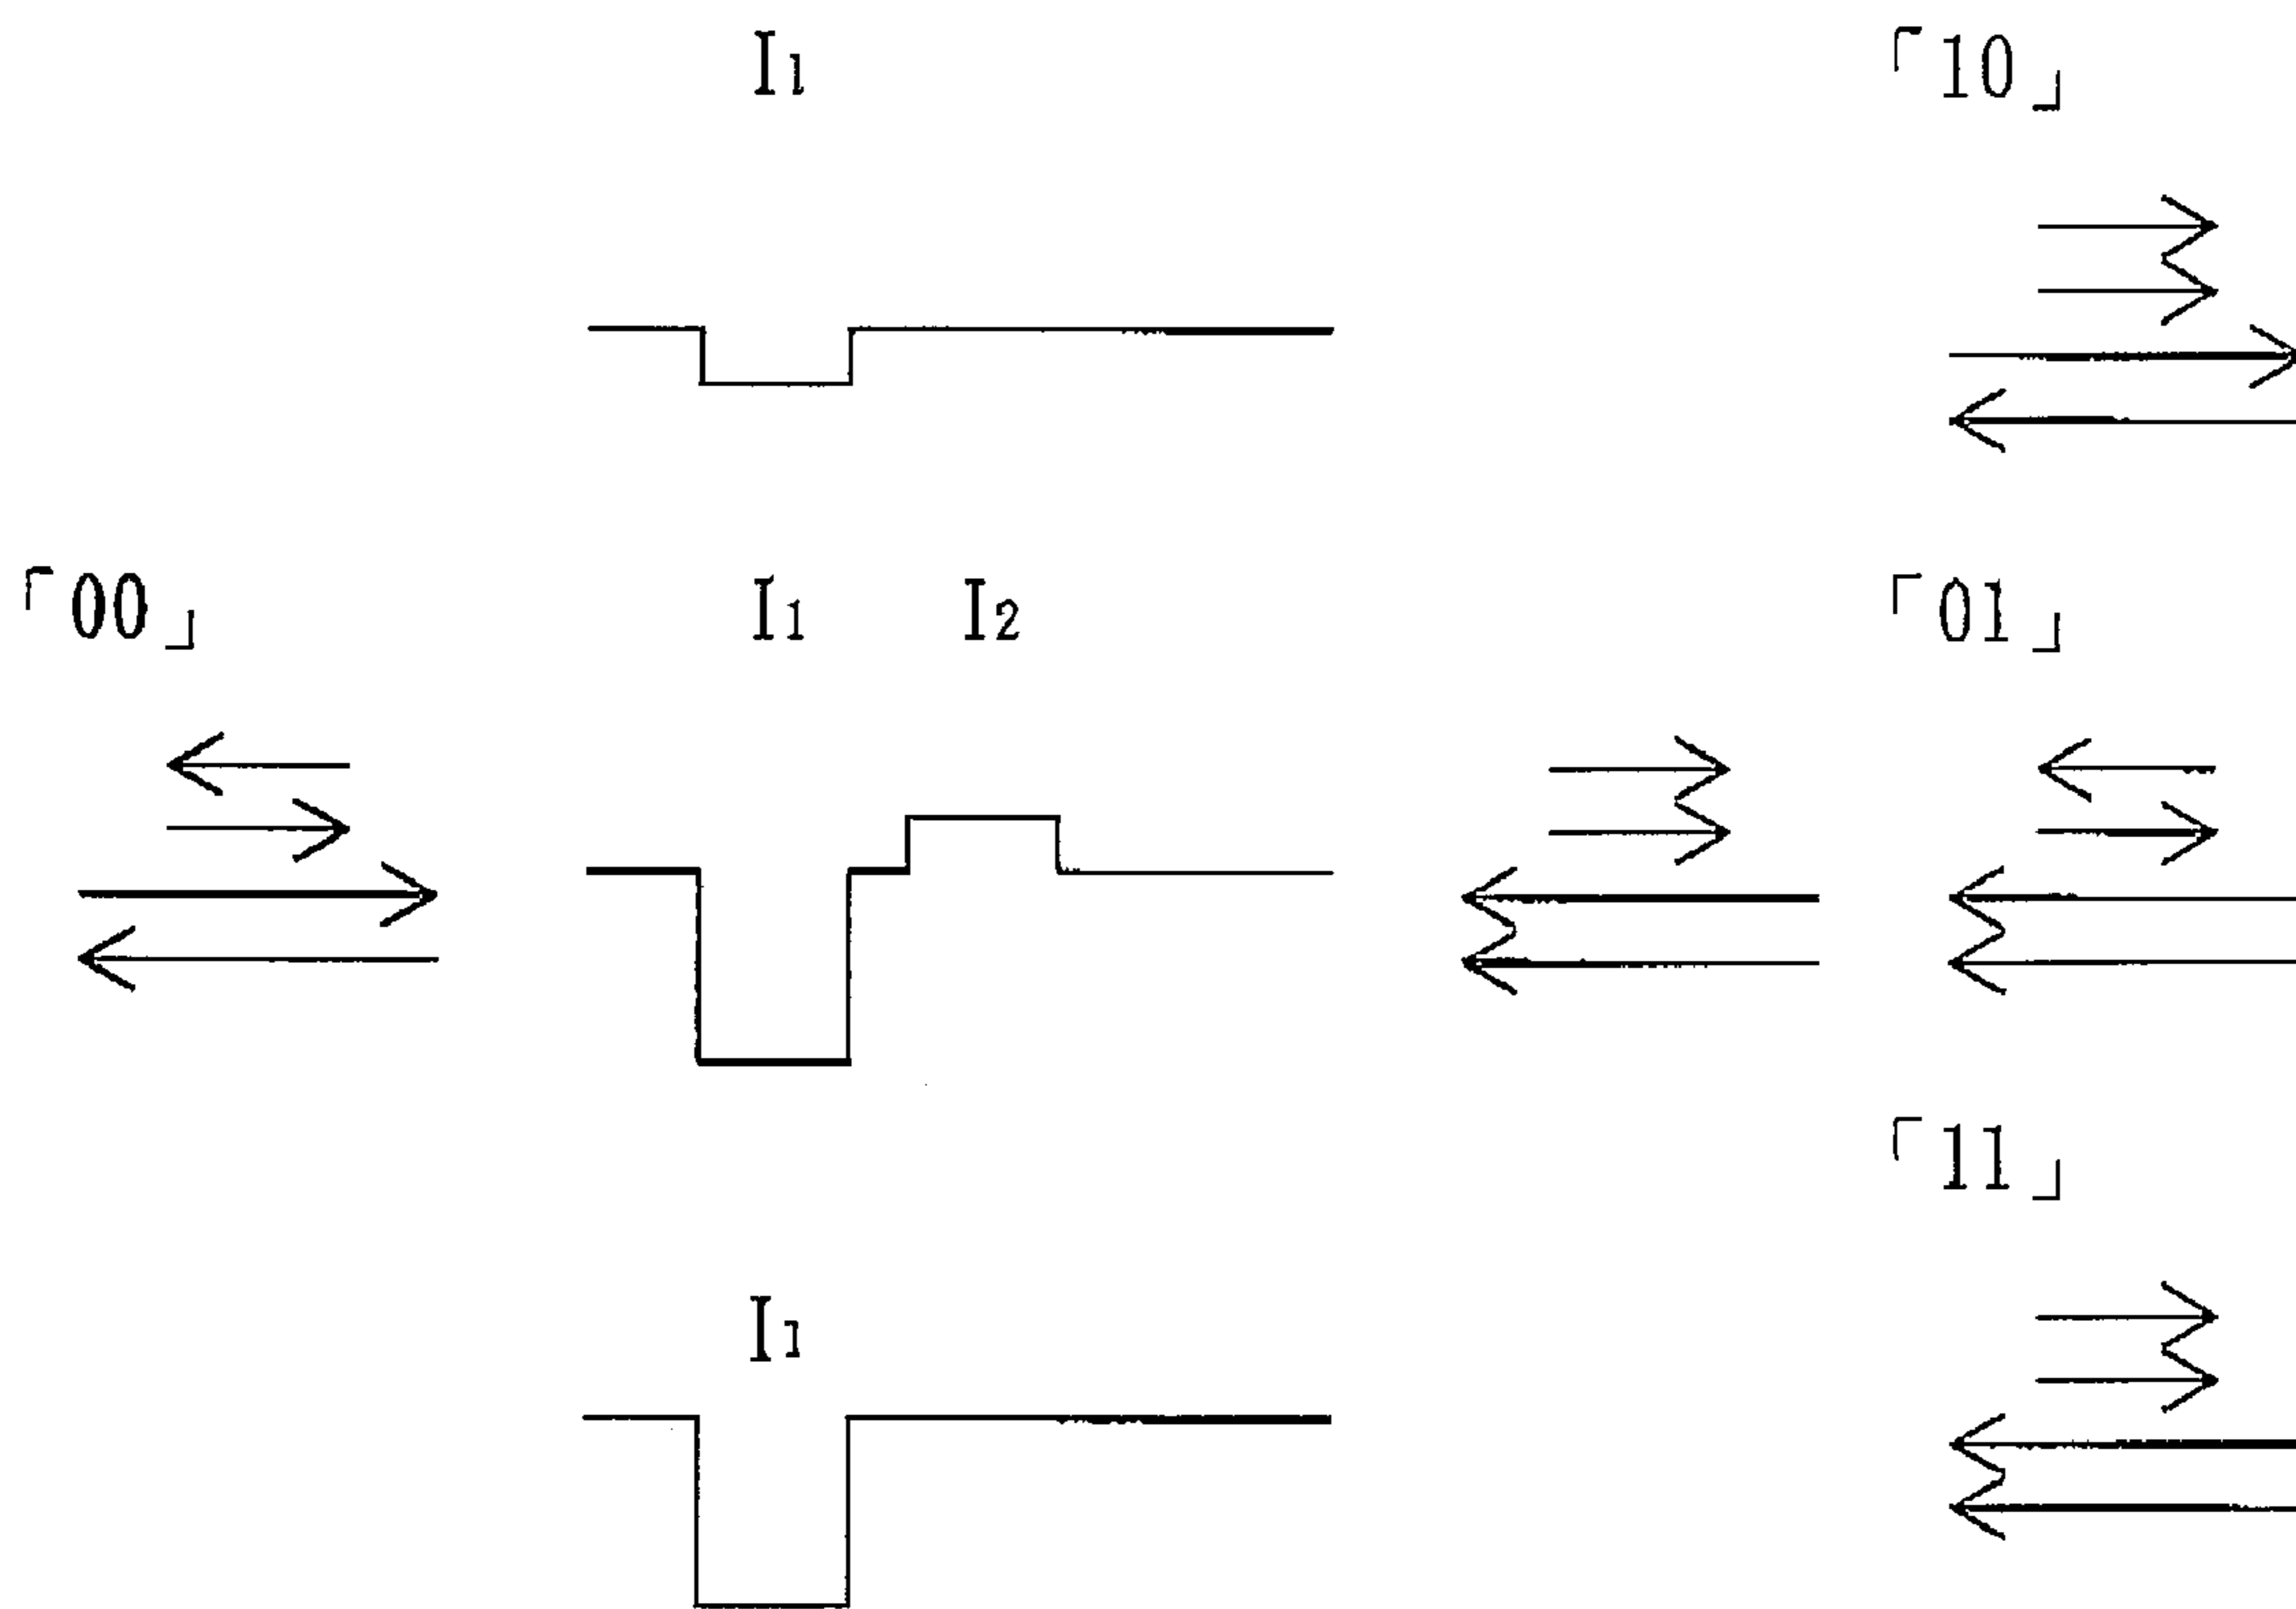 I₁
「10」
「00」
I₁
I₂
「01」
「11」
I₁